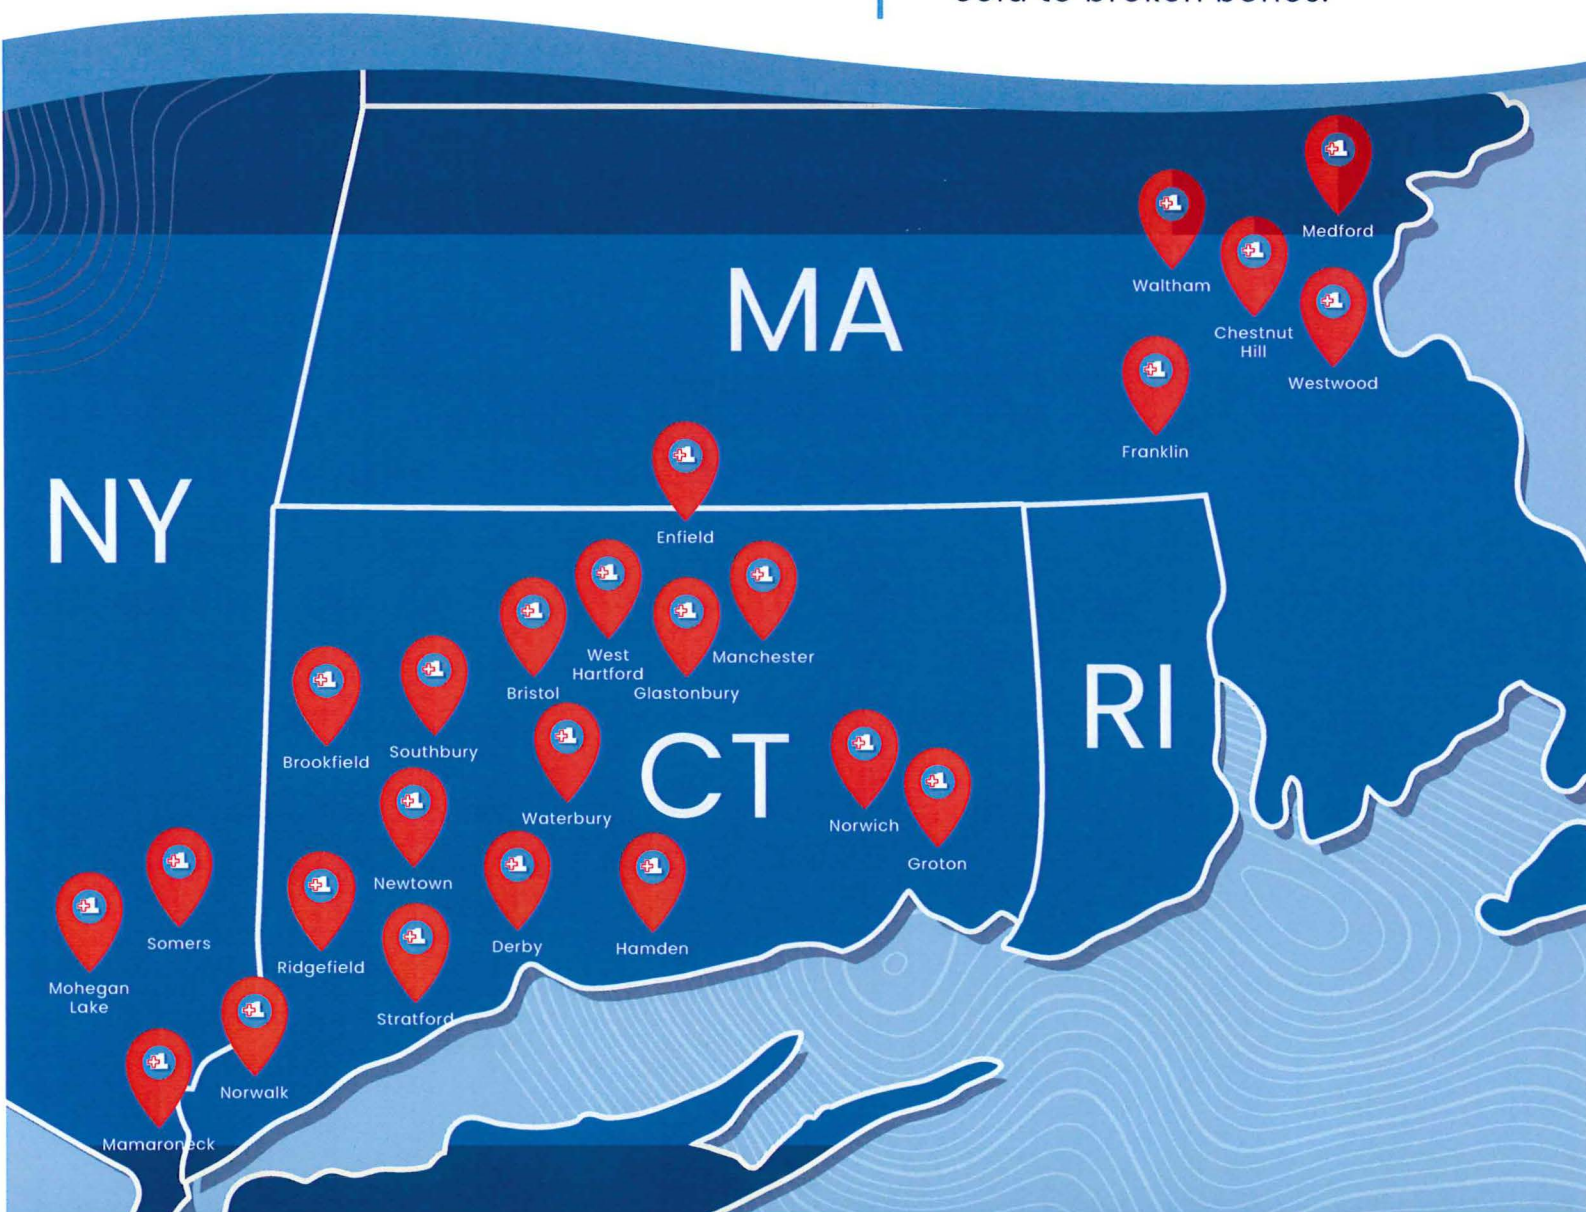 MA
Medford
Waltham
Chestnut
Hill
Westwood
Franklin
NY
Enfield
West
Hartford
Manchester
Bristol
Glastonbury
RI
Brookfield
Southbury
CT
Waterbury
Norwich
Groton
Newtown
Somers
Derby
Hamden
Ridgefield
Mohegan
Lake
Stratford
Norwalk
Mamaroneck